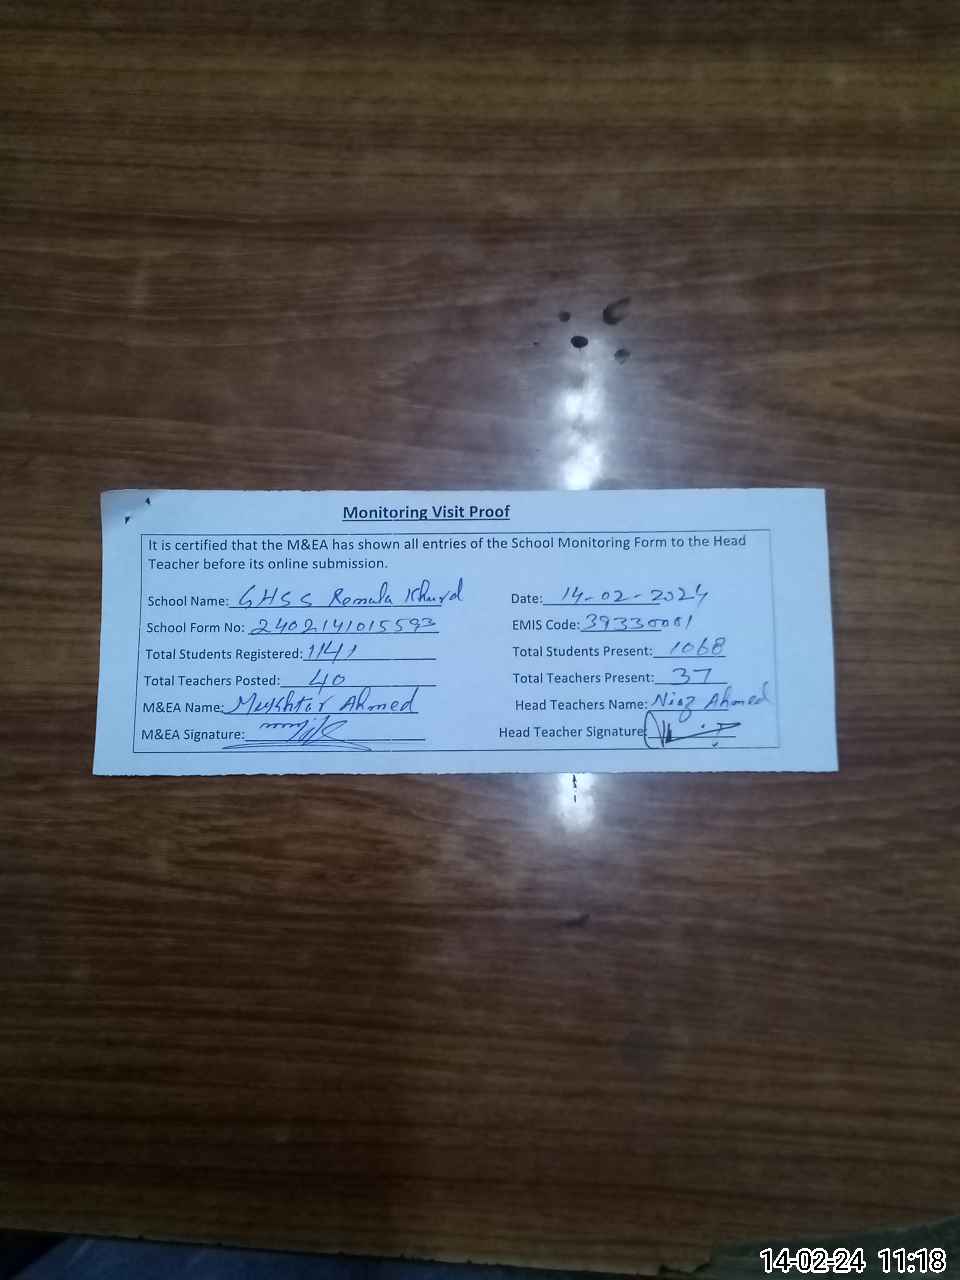 Monitoring Visit Proof
It is certified that the M&EA has shown all entries of the School Monitoring Form to the Head
Teacher before its online submission.
School Name: GHSS Remula Khurd Date: 14-02-2024
School Form No: 2402141015593 EMIS Code: 39330001
Total Students Registered: 1141 Total Students Present: 1068
Total Teachers Posted: 40 Total Teachers Present: 37
M&EA Name: Mukhtar Ahmed Head Teachers Name: Niaz Ahmed
M&EA Signature: Head Teacher Signature:
14-02-24 11:18